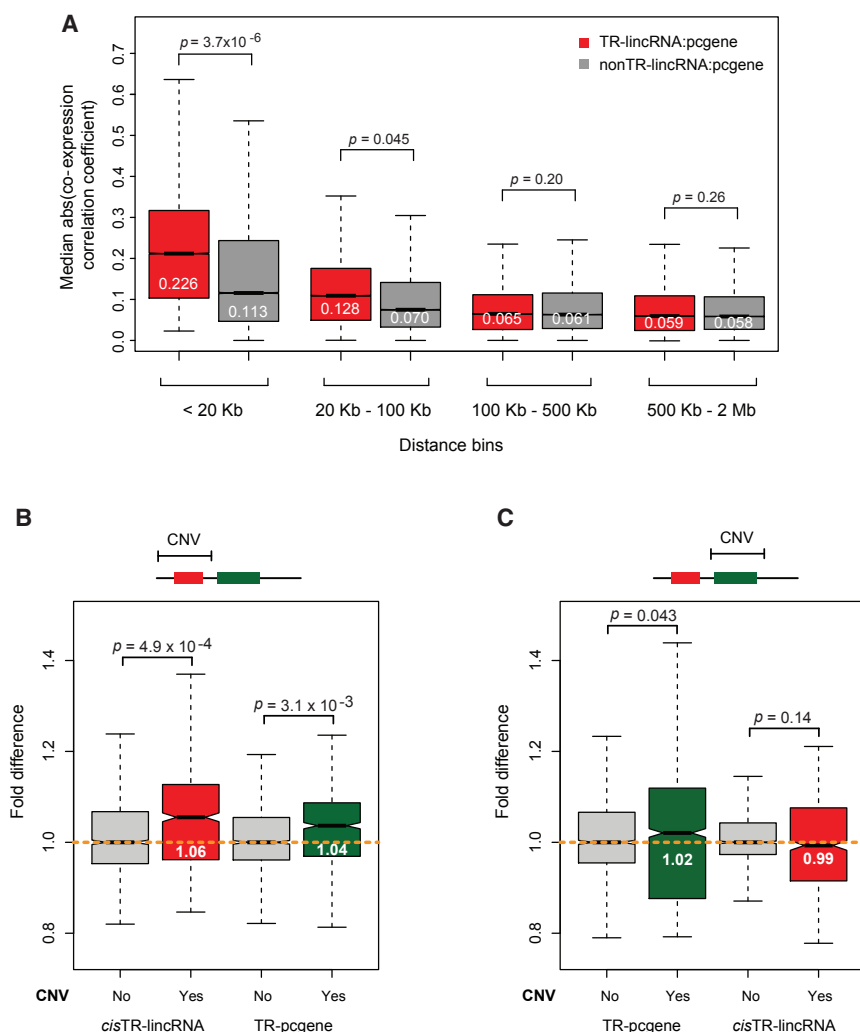 A
p = 3.7x10-6
TR-lincRNA:pcgene
nonTR-lincRNA:pcgene
p = 0.045
p = 0.20
p = 0.26
Median abs(co-expression
correlation coefficient)
0.7
0.6
0.5
0.4
0.3
0.2
0.1
0.0
0.226
0.113
0.128
0.070
0.065
0.061
0.059
0.058
< 20 Kb
20 Kb - 100 Kb
100 Kb - 500 Kb
500 Kb - 2 Mb
Distance bins
B
CNV
p = 4.9 x 10-4
p = 3.1 x 10-3
Fold difference
1.4
1.2
1.0
0.8
1.06
1.04
CNV
No
Yes
No
Yes
cisTR-lincRNA
TR-pcgene
C
CNV
p = 0.043
p = 0.14
Fold difference
1.4
1.2
1.0
0.8
1.02
0.99
CNV
No
Yes
No
Yes
TR-pcgene
cisTR-lincRNA